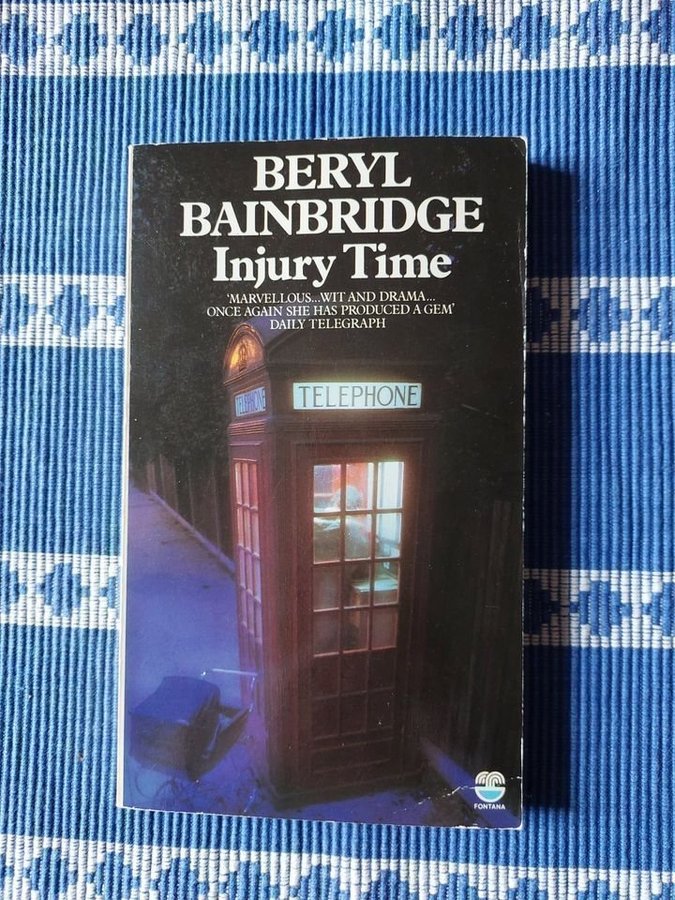 BERYL
BAINBRIDGE
Injury Time
'MARVELLOUS...WIT AND DRAMA...
ONCE AGAIN SHE HAS PRODUCED A GEM'
DAILY TELEGRAPH
TELEPHONE
TELEPHONE
FONTANA